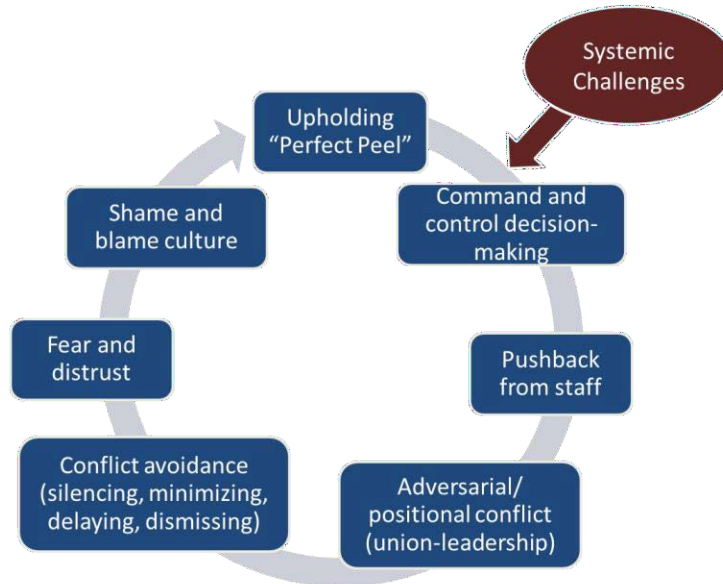 Systemic
Challenges
Upholding
“Perfect Peel”
Command and
control decision-
making
Pushback
from staff
Adversarial/
positional conflict
(union-leadership)
Conflict avoidance
(silencing, minimizing,
delaying, dismissing)
Fear and
distrust
Shame and
blame culture